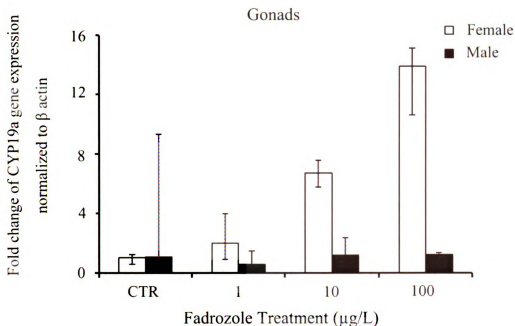 Gonads
Female
Male
Fold change of CYP19a gene expression
normalized to β actin
16
12
8
4
0
CTR
1
10
100
Fadrozole Treatment (µg/L)